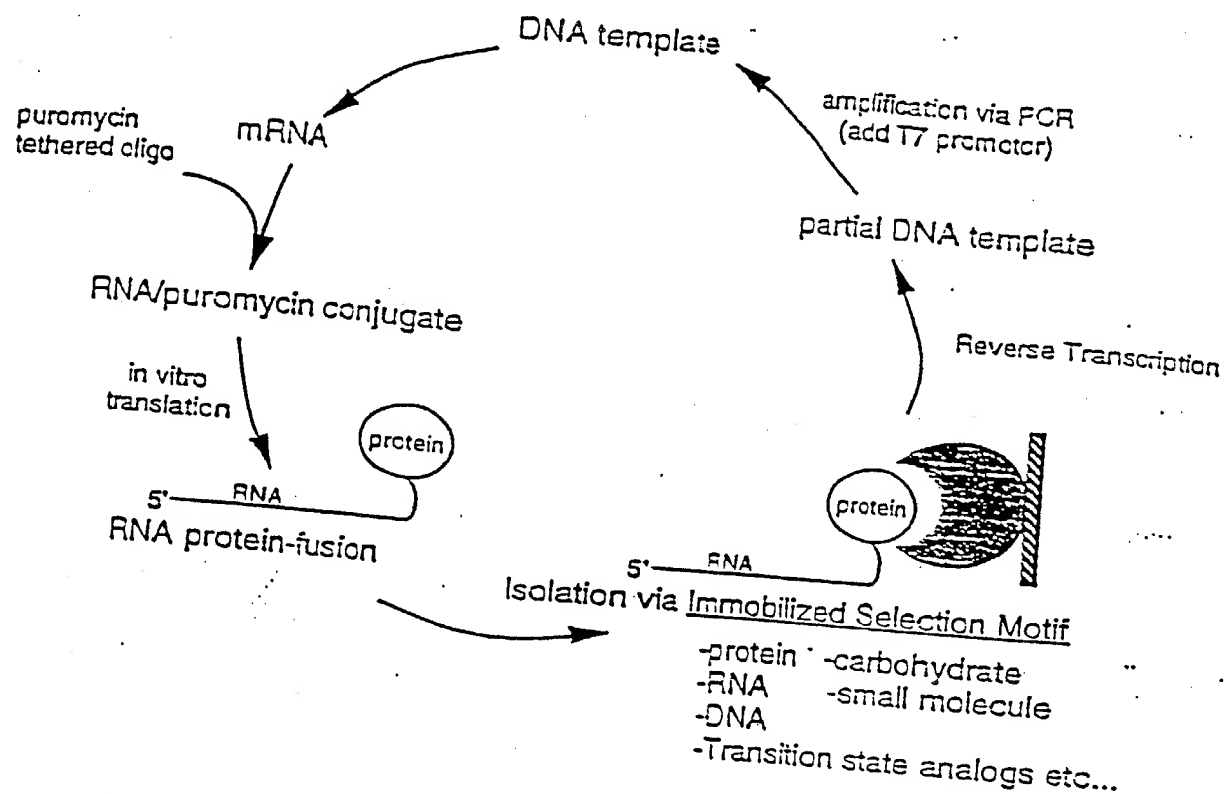 DNA template
puromycin
tethered oligo
mRNA
amplification via PCR
(add T7 promoter)
partial DNA template
RNA/puromycin conjugate
Reverse Transcription
in vitro
translation
protein
5'
RNA
RNA protein-fusion
protein
5'
RNA
Isolation via Immobilized Selection Motif
-protein -carbohydrate
-RNA -small molecule
-DNA
-Transition state analogs etc...